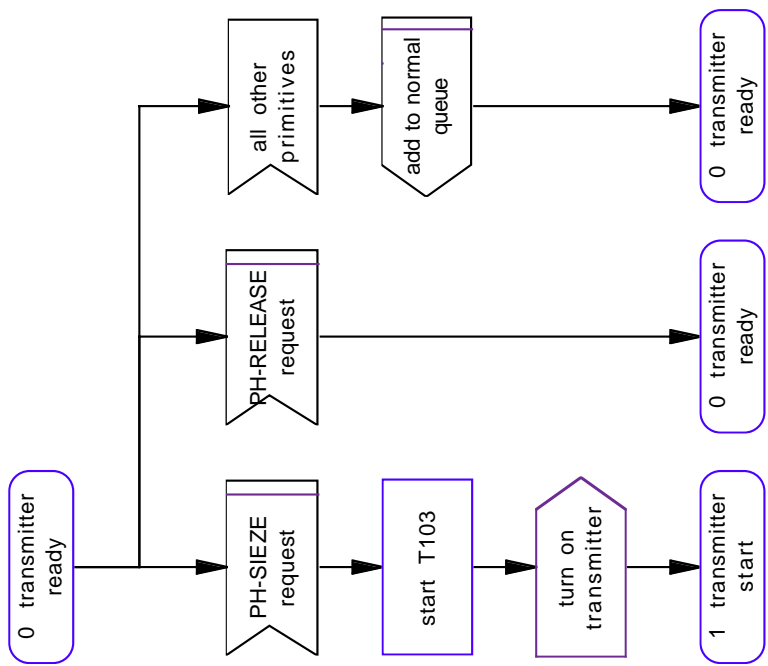 0 transmitter
ready
PH-SIEZE
request
start T103
turn on
transmitter
1 transmitter
start
PH-RELEASE
request
0 transmitter
ready
all other
primitives
add to normal
queue
0 transmitter
ready